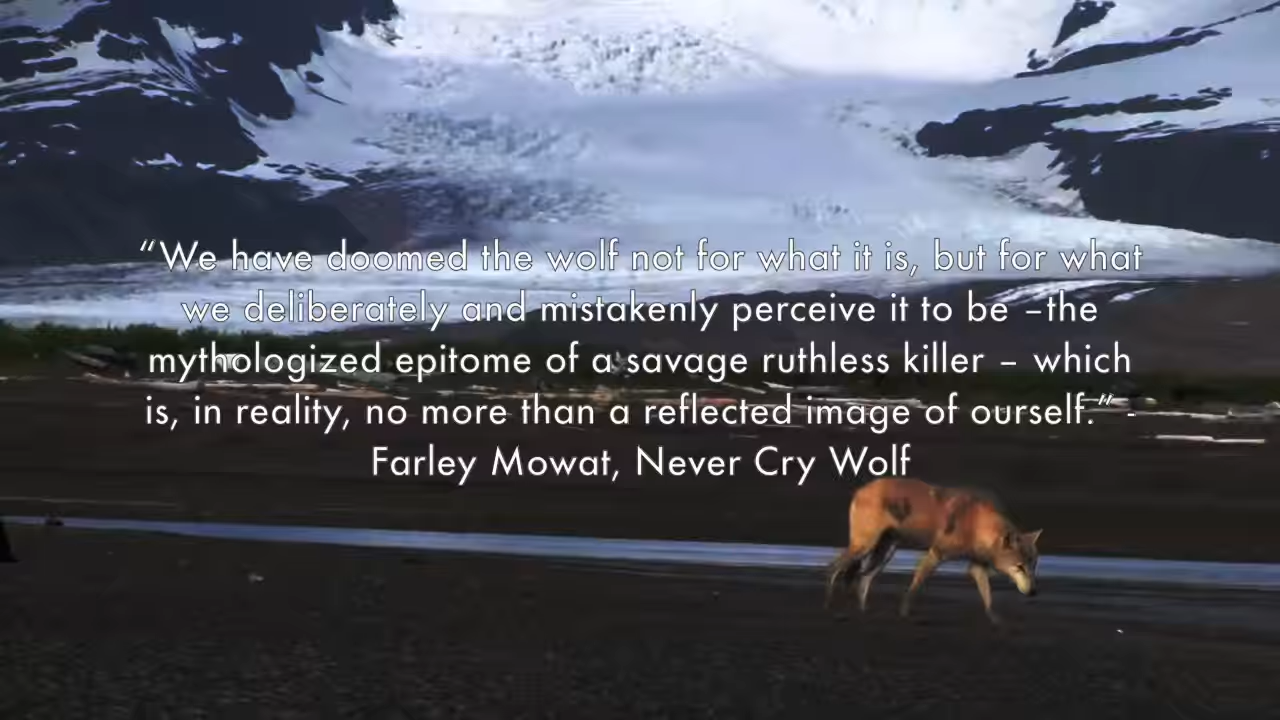 “We have doomed the wolf not for what it is, but for what
we deliberately and mistakenly perceive it to be –the
mythologized epitome of a savage ruthless killer – which
is, in reality, no more than a reflected image of ourself.” -
Farley Mowat, Never Cry Wolf